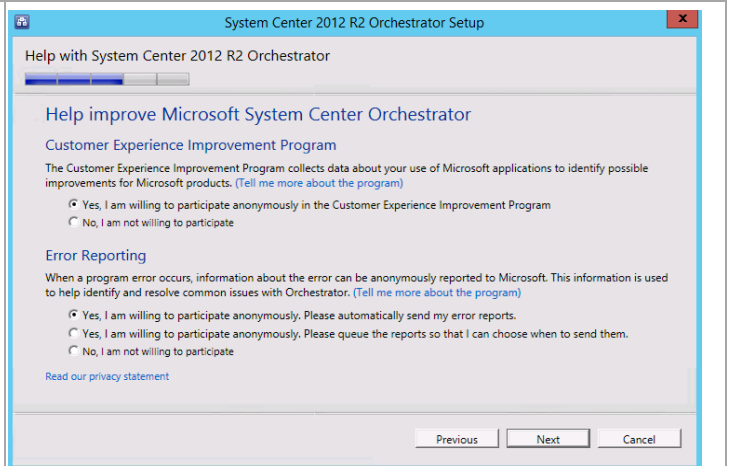 System Center 2012 R2 Orchestrator Setup
x
Help with System Center 2012 R2 Orchestrator
Help improve Microsoft System Center Orchestrator
Customer Experience Improvement Program
The Customer Experience Improvement Program collects data about your use of Microsoft applications to identify possible
improvements for Microsoft products. (Tell me more about the program)
Yes, I am willing to participate anonymously in the Customer Experience Improvement Program
No, I am not willing to participate
Error Reporting
When a program error occurs, information about the error can be anonymously reported to Microsoft. This information is used
to help identify and resolve common issues with Orchestrator. (Tell me more about the program)
Yes, I am willing to participate anonymously. Please automatically send my error reports.
Yes, I am willing to participate anonymously. Please queue the reports so that I can choose when to send them.
No, I am not willing to participate
Read our privacy statement
Previous Next Cancel